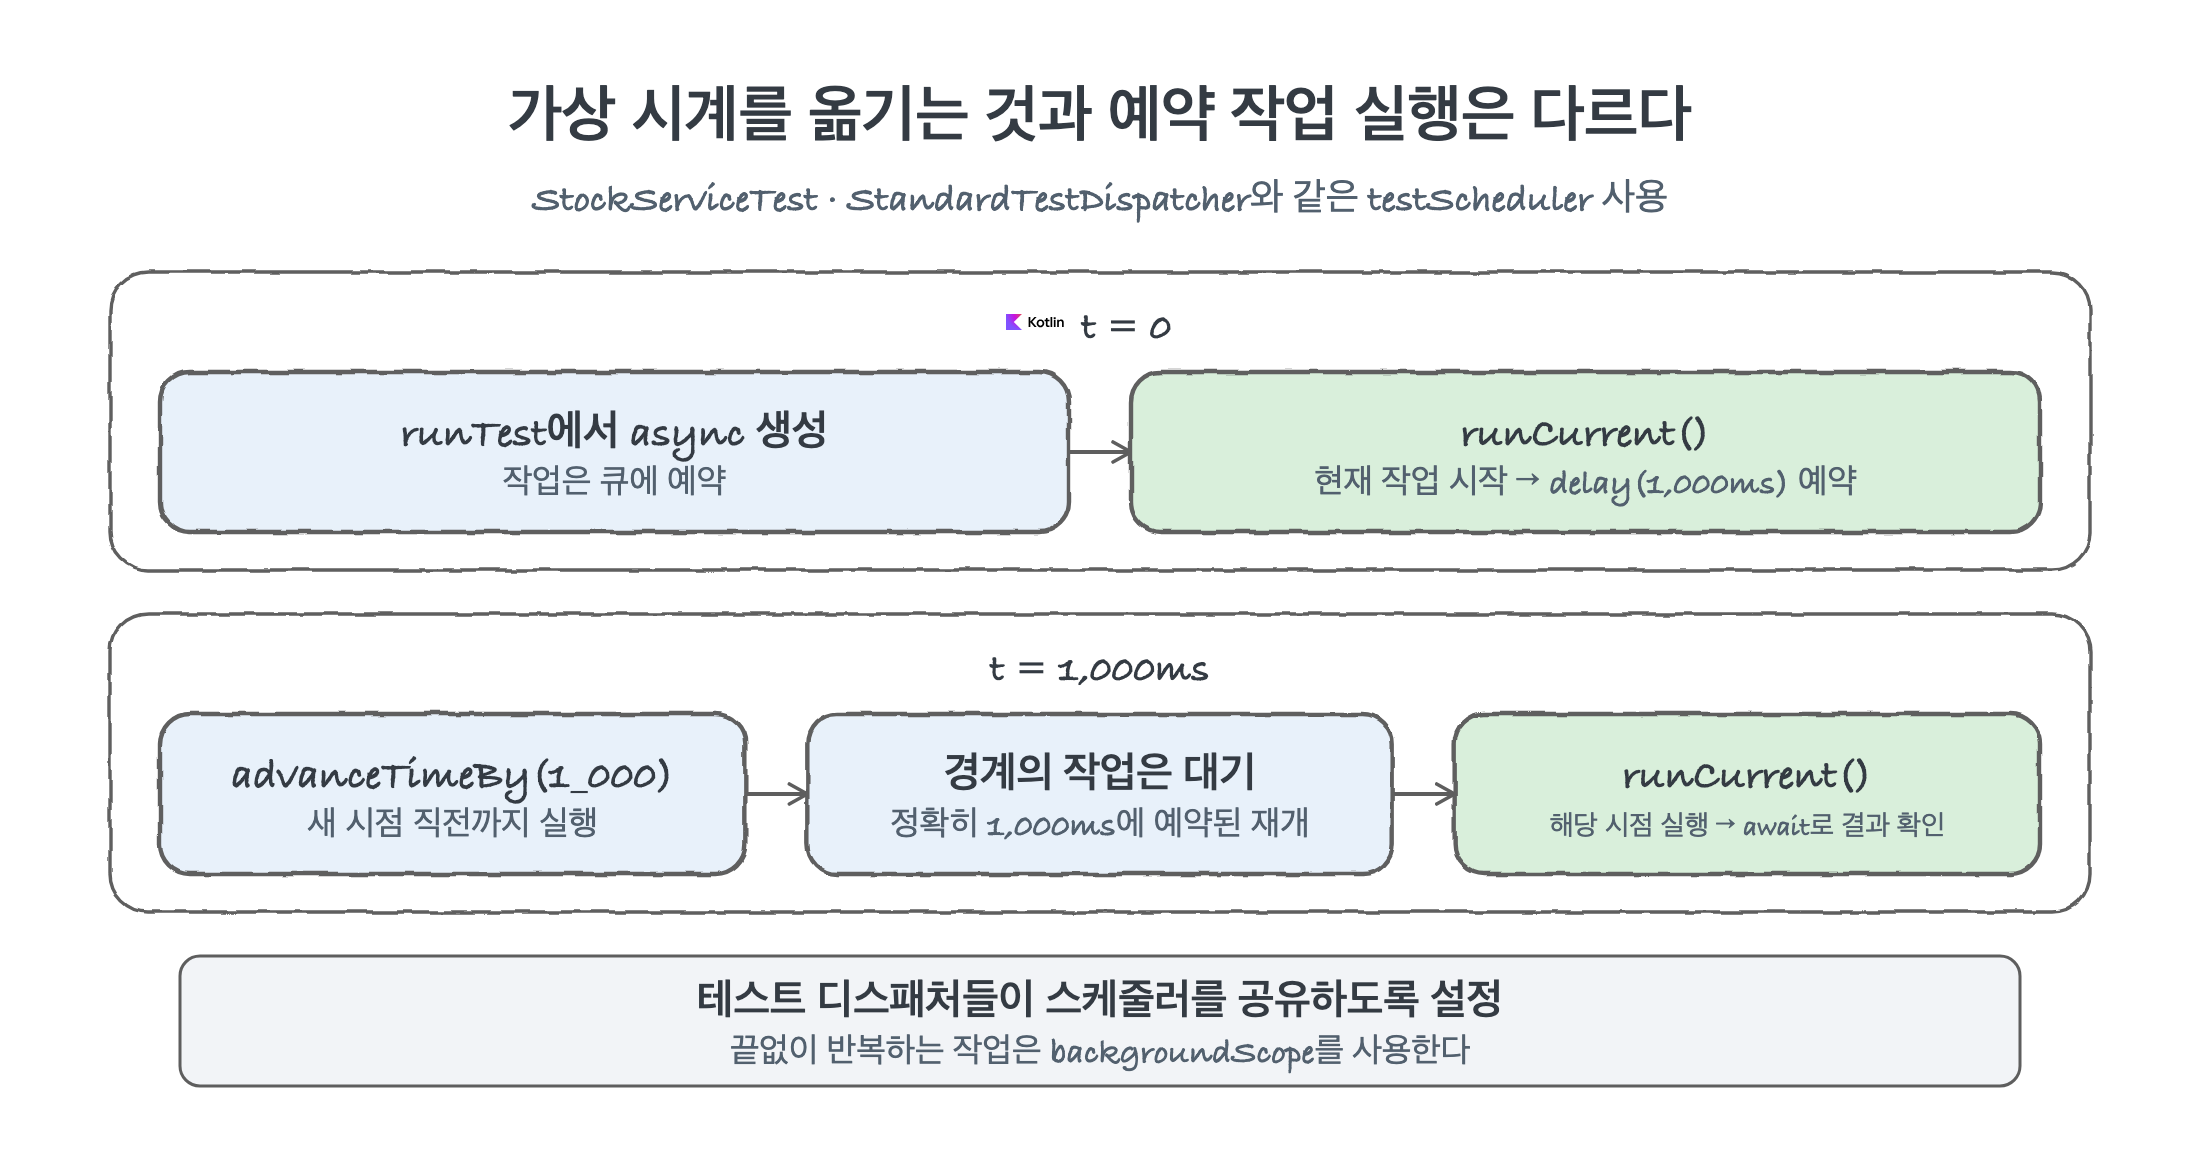 가상 시계를 옮기는 것과 예약 작업 실행은 다르다
StockServiceTest · StandardTestDispatcher와 같은 testScheduler 사용
Kotlin t = 0
runTest에서 async 생성
작업은 큐에 예약
runCurrent()
현재 작업 시작 → delay(1,000ms) 예약
t = 1,000ms
advanceTimeBy(1_000)
새 시점 직전까지 실행
경계의 작업은 대기
정확히 1,000ms에 예약된 재개
runCurrent()
해당 시점 실행 → await로 결과 확인
테스트 디스패처들이 스케줄러를 공유하도록 설정
끝없이 반복하는 작업은 backgroundScope를 사용한다